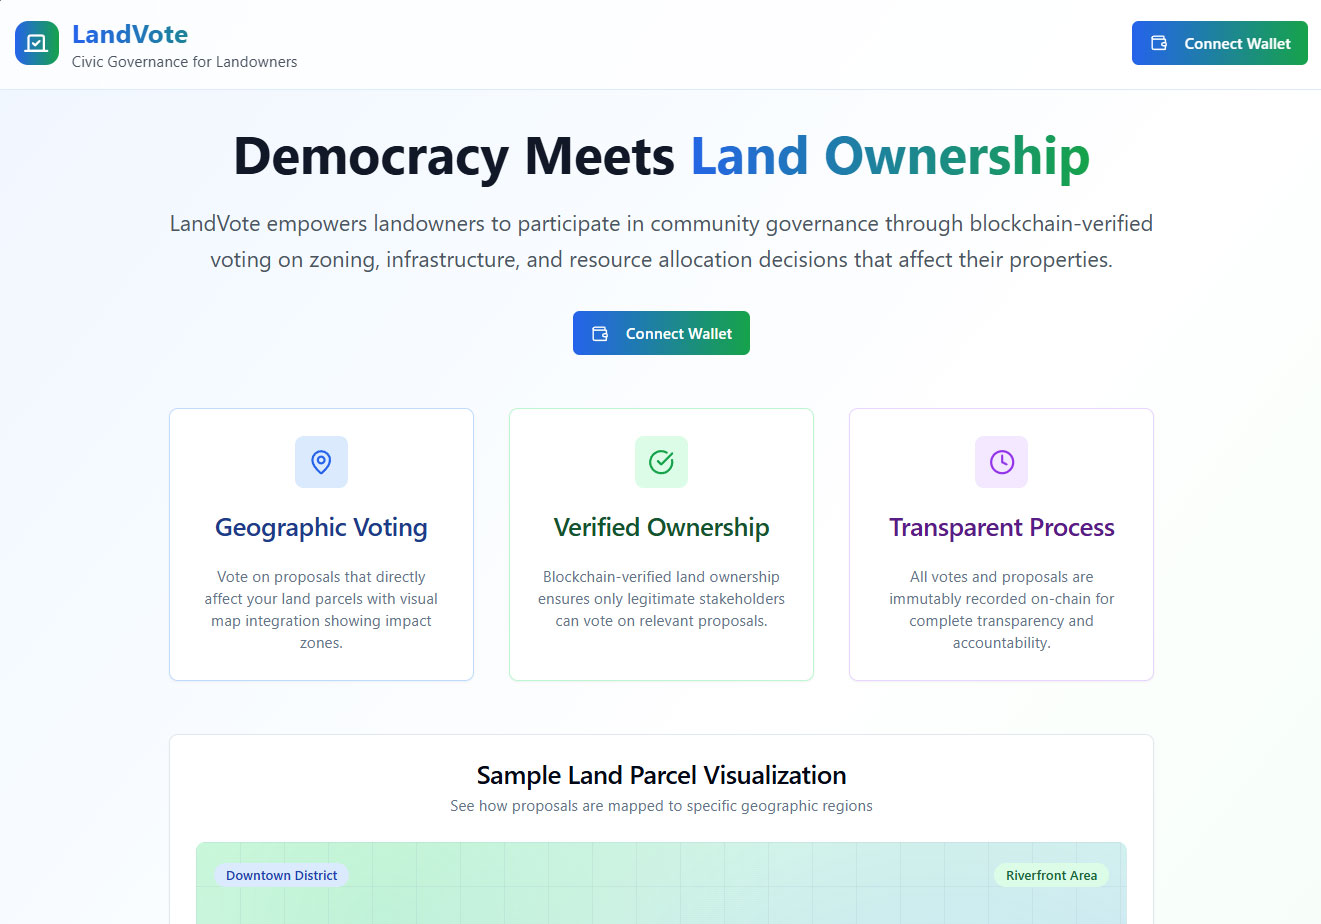 LandVote
Civic Governance for Landowners
Connect Wallet
Democracy Meets Land Ownership
LandVote empowers landowners to participate in community governance through blockchain-verified
voting on zoning, infrastructure, and resource allocation decisions that affect their properties.
Connect Wallet
Geographic Voting
Vote on proposals that directly
affect your land parcels with visual
map integration showing impact
zones.
Verified Ownership
Blockchain-verified land ownership
ensures only legitimate stakeholders
can vote on relevant proposals.
Transparent Process
All votes and proposals are
immutably recorded on-chain for
complete transparency and
accountability.
Sample Land Parcel Visualization
See how proposals are mapped to specific geographic regions
Downtown District
Riverfront Area